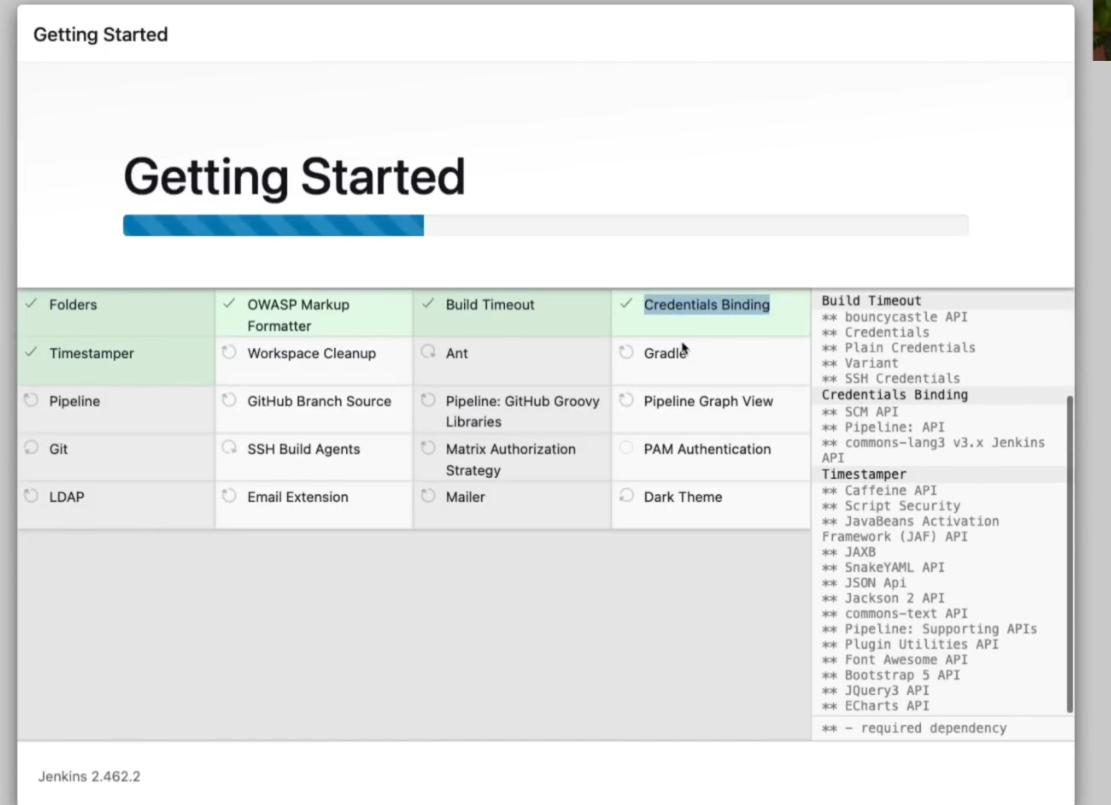 Getting Started
Getting Started
Folders
OWASP Markup
Formatter
Build Timeout
Credentials Binding
Timestamper
Workspace Cleanup
Ant
Gradle
Pipeline
GitHub Branch Source
Pipeline: GitHub Groovy
Libraries
Pipeline Graph View
Git
SSH Build Agents
Matrix Authorization
Strategy
PAM Authentication
LDAP
Email Extension
Mailer
Dark Theme
Build Timeout
** bouncycastle API
** Credentials
** Plain Credentials
** Variant
** SSH Credentials
Credentials Binding
** SCM API
** Pipeline: API
** commons-lang3 v3.x Jenkins
API
Timestamper
** Caffeine API
** Script Security
** JavaBeans Activation
Framework (JAF) API
** JAXB
** SnakeYAML API
** JSON Api
** Jackson 2 API
** commons-text API
** Pipeline: Supporting APIs
** Plugin Utilities API
** Font Awesome API
** Bootstrap 5 API
** JQuery3 API
** ECharts API
** - required dependency
Jenkins 2.462.2